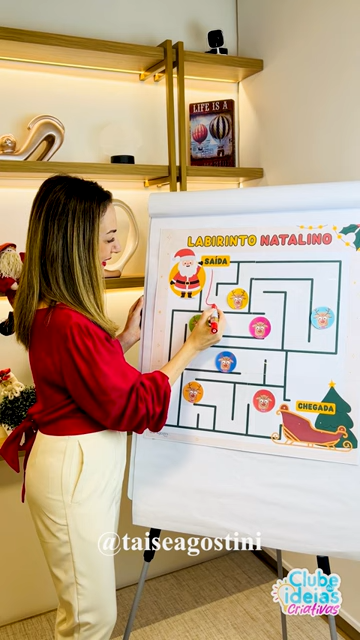 LIFE IS A
LABIRINTO NATALINO
SAÍDA
CHEGADA
@taiseagostini
Clube
ideias
Criativas